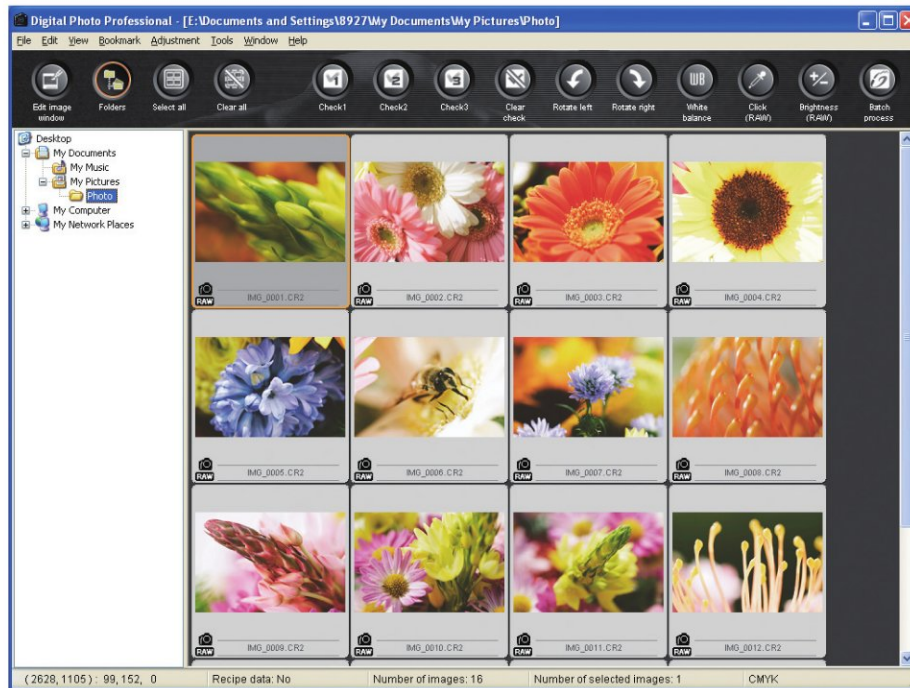 Digital Photo Professional - [E:\Documents and Settings\8927\My Documents\My Pictures\Photo]
File Edit View Bookmark Adjustment Tools Window Help
1 2 3 WB
Edit image window Folders Select all Clear all Check1 Check2 Check3 Clear check Rotate left Rotate right White balance Click (RAW) Brightness (RAW) Batch process
Desktop
My Documents
My Music
My Pictures
Photo
My Computer
My Network Places
RAW IMG_0001.CR2 RAW IMG_0002.CR2 RAW IMG_0003.CR2 RAW IMG_0004.CR2
RAW IMG_0005.CR2 RAW IMG_0006.CR2 RAW IMG_0007.CR2 RAW IMG_0008.CR2
RAW IMG_0009.CR2 RAW IMG_0010.CR2 RAW IMG_0011.CR2 RAW IMG_0012.CR2
(2628,1105) : 99,152, 0 Recipe data: No Number of images: 16 Number of selected images: 1 CMYK